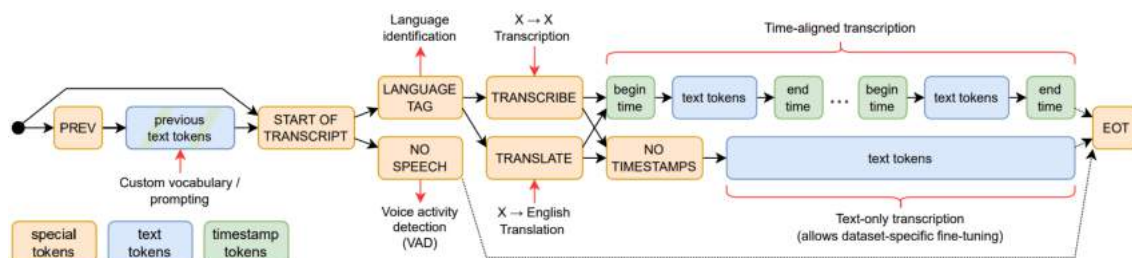 Language
identification
X → X
Transcription
Time-aligned transcription
PREV
previous
text tokens
START OF
TRANSCRIPT
LANGUAGE
TAG
TRANSCRIBE
begin
time
text tokens
end
time
...
begin
time
text tokens
end
time
EOT
NO
SPEECH
TRANSLATE
NO
TIMESTAMPS
text tokens
Custom vocabulary /
prompting
Voice activity
detection
(VAD)
X → English
Translation
Text-only transcription
(allows dataset-specific fine-tuning)
special
tokens
text
tokens
timestamp
tokens